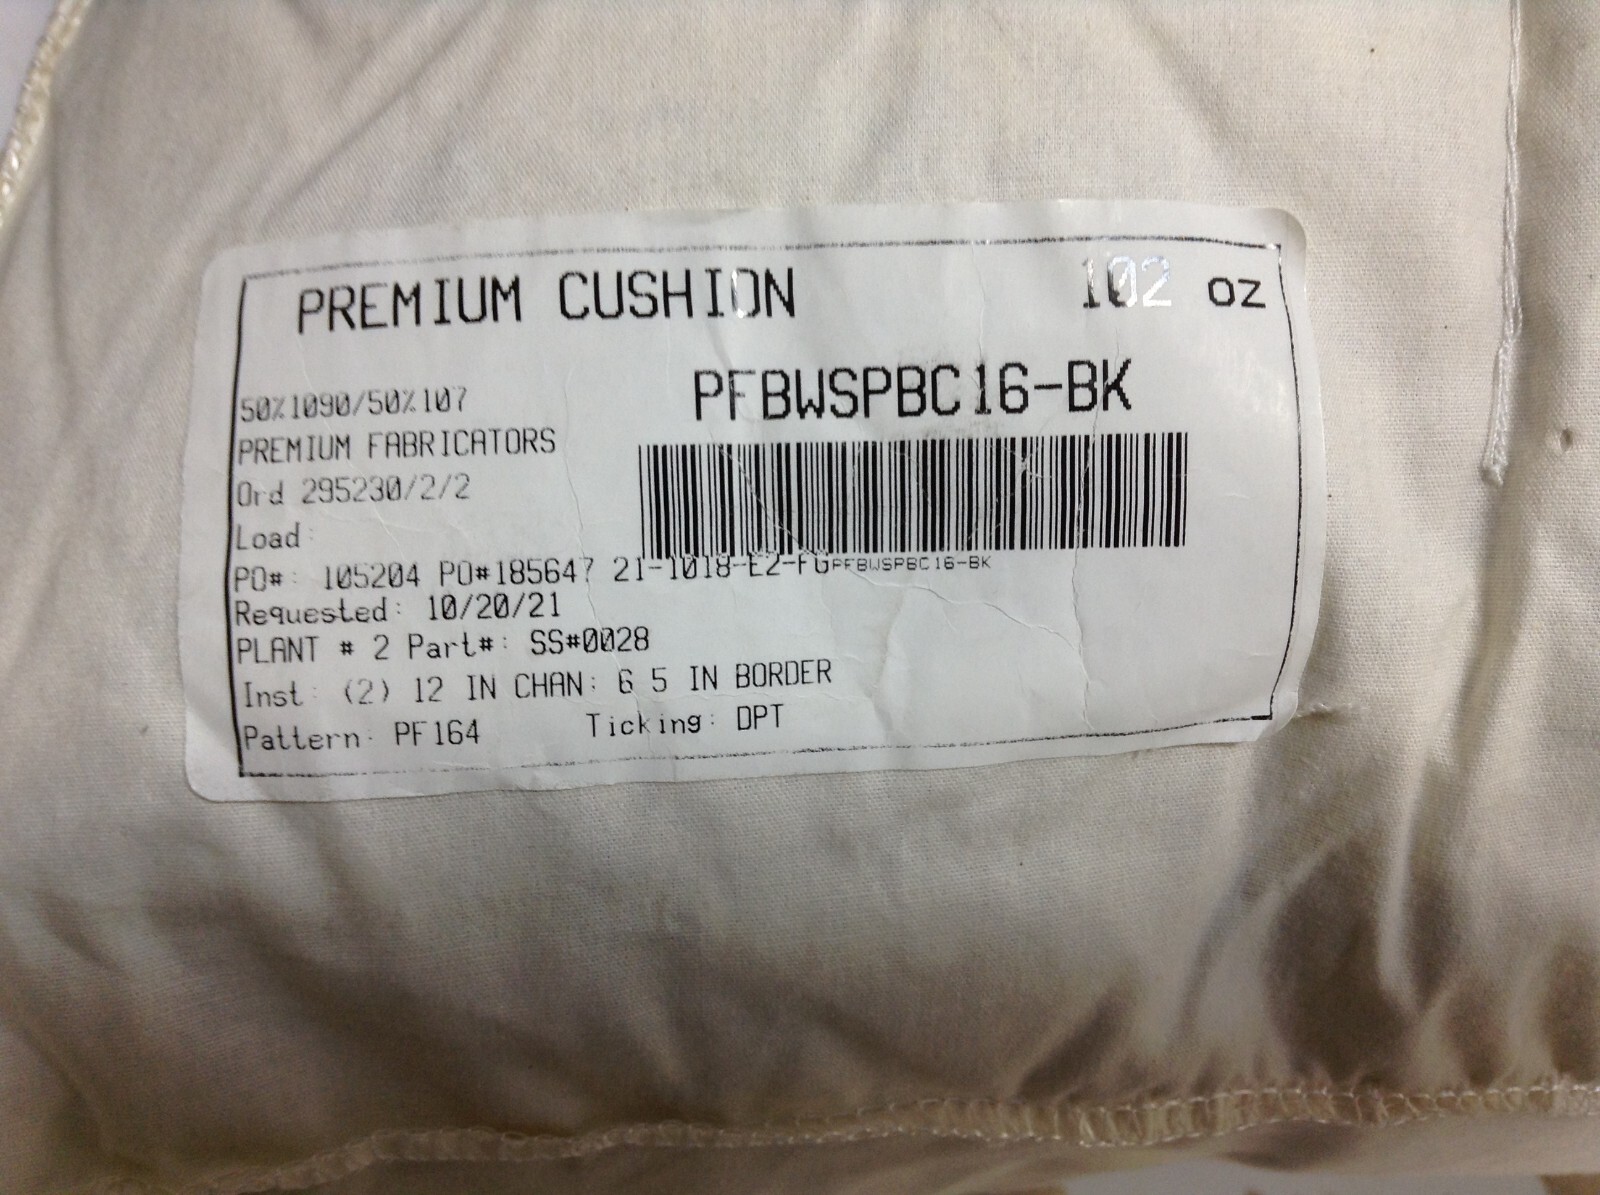 PREMIUM CUSHION 102 oz
PFBWSPBC16-BK
50%1090/50%107
PREMIUM FABRICATORS
Ord 295230/2/2
Load:
PO#: 105204 PO#185647 21-1018-E2-FG
PFBWSPBC16-BK
Requested: 10/20/21
PLANT # 2 Part#: SS#0028
Inst: (2) 12 IN CHAN; 6 5 IN BORDER
Pattern: PF164 Ticking: DPT